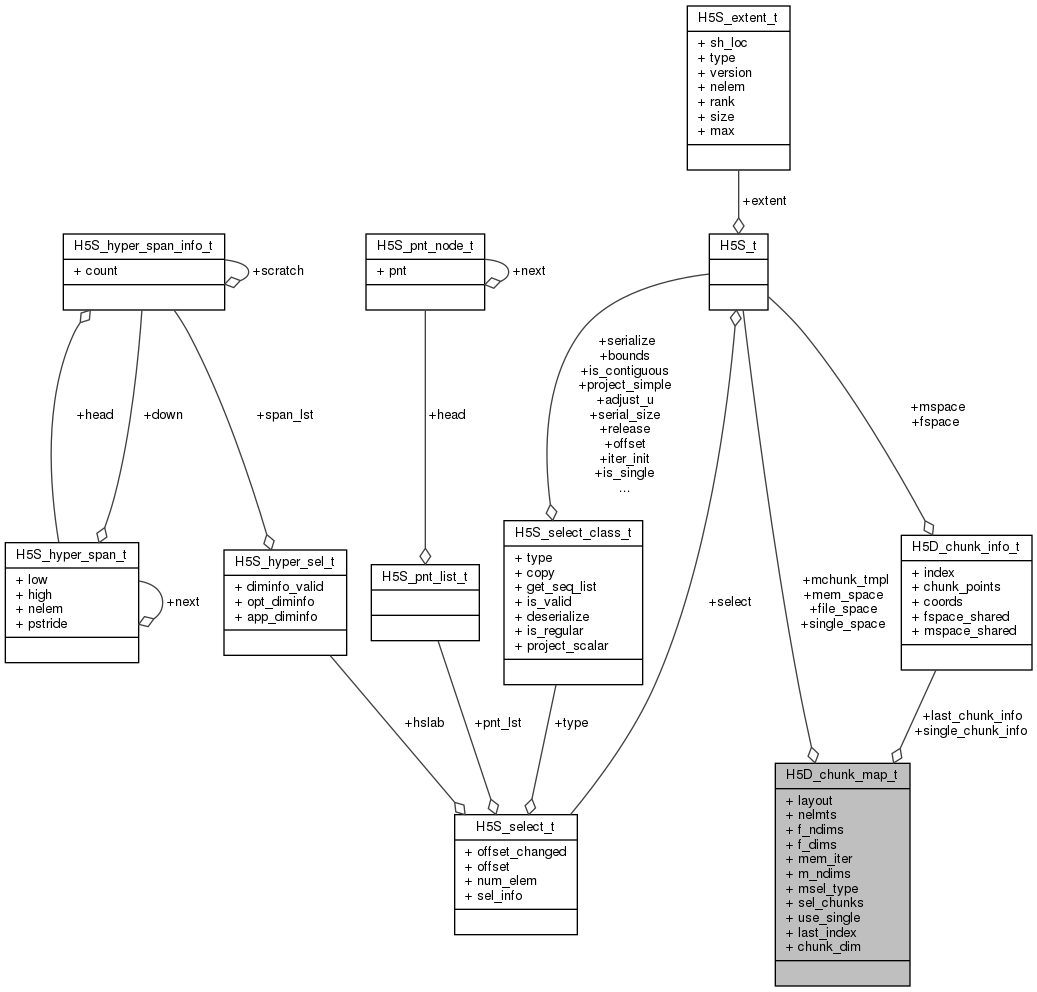 H5S_extent_t
+ sh_loc
+ type
+ version
+ nelem
+ rank
+ size
+ max
+extent
H5S_hyper_span_info_t
+ count
+scratch
H5S_pnt_node_t
+ pnt
+next
H5S_t
+serialize
+bounds
+is_contiguous
+project_simple
+adjust_u
+serial_size
+release
+offset
+iter_init
+is_single
...
+head
+down
+span_lst
+head
+mspace
+fspace
H5S_hyper_span_t
+ low
+ high
+ nelem
+ pstride
+next
H5S_hyper_sel_t
+ diminfo_valid
+ opt_diminfo
+ app_diminfo
H5S_pnt_list_t
H5S_select_class_t
+ type
+ copy
+ get_seq_list
+ is_valid
+ deserialize
+ is_regular
+ project_scalar
+select
+mchunk_tmpl
+mem_space
+file_space
+single_space
H5D_chunk_info_t
+ index
+ chunk_points
+ coords
+ fspace_shared
+ mspace_shared
+hslab
+pnt_lst
+type
+last_chunk_info
+single_chunk_info
H5S_select_t
+ offset_changed
+ offset
+ num_elem
+ sel_info
H5D_chunk_map_t
+ layout
+ nelmts
+ f_ndims
+ f_dims
+ mem_iter
+ m_ndims
+ msel_type
+ sel_chunks
+ use_single
+ last_index
+ chunk_dim